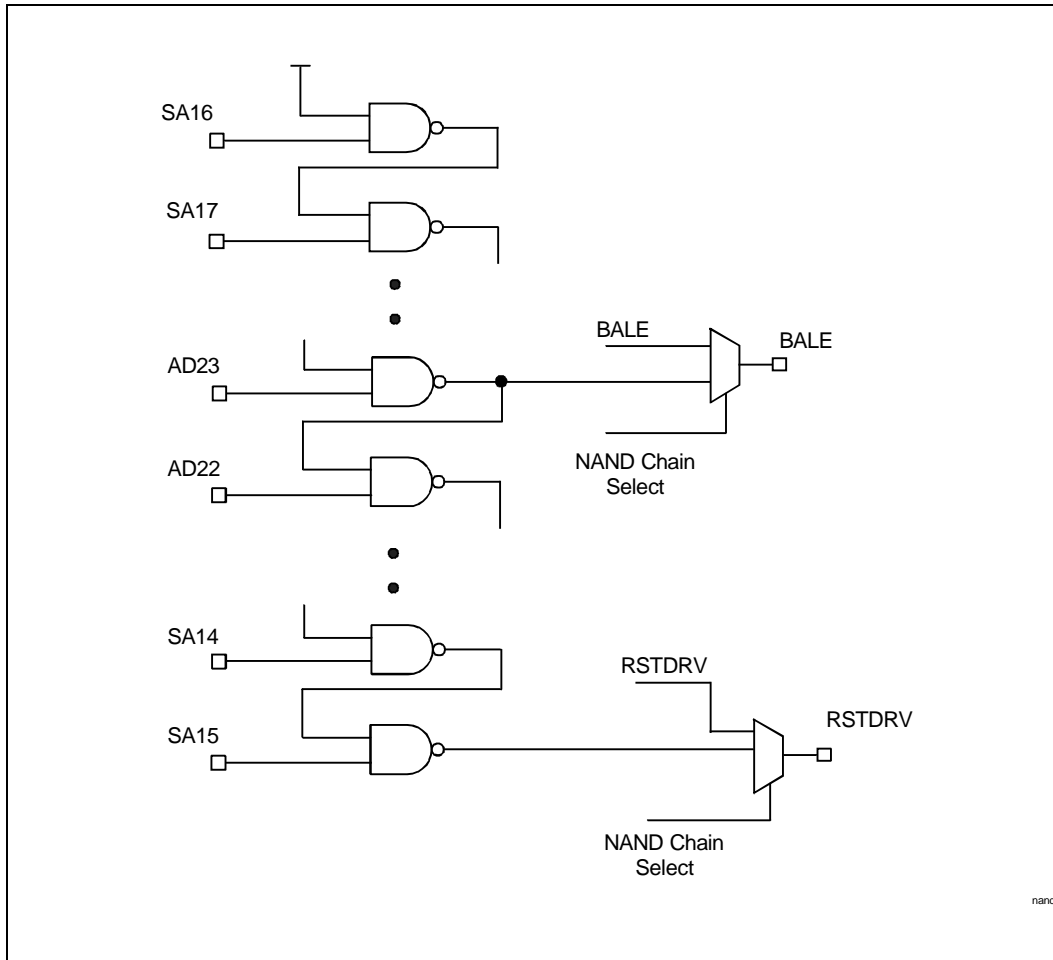 SA16
SA17
BALE
BALE
AD23
NAND Chain
Select
AD22
SA14
RSTDRV
RSTDRV
SA15
NAND Chain
Select
nand